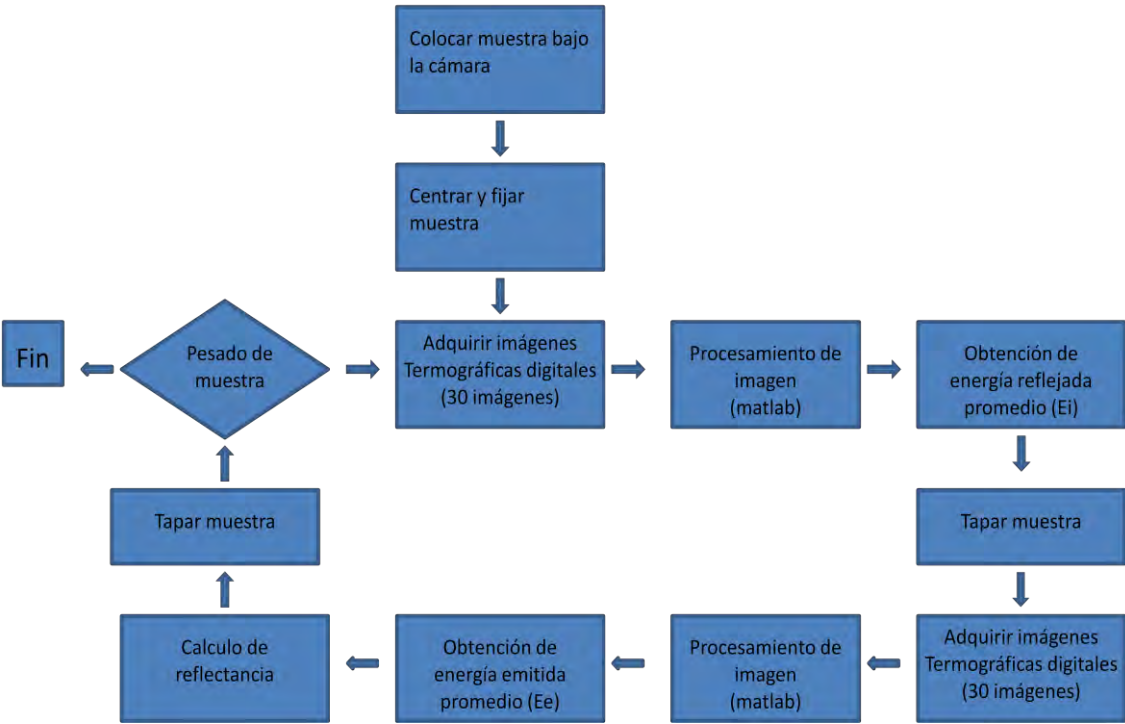 Colocar muestra bajo
la cámara
Centrar y fijar
muestra
Fin
Pesado de
muestra
Adquirir imágenes
Termográficas digitales
(30 imágenes)
Procesamiento de
imagen
(matlab)
Obtención de
energía reflejada
promedio (Ei)
Tapar muestra
Tapar muestra
Calculo de
reflectancia
Obtención de
energía emitida
promedio (Ee)
Procesamiento de
imagen
(matlab)
Adquirir imágenes
Termográficas digitales
(30 imágenes)